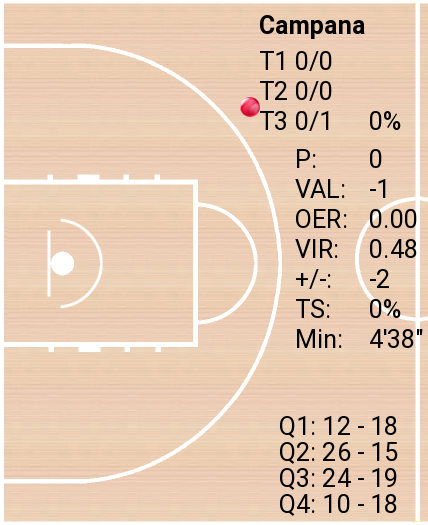 Campana
T1 0/0
T2 0/0
T3 0/1 0%
P: 0
VAL: -1
OER: 0.00
VIR: 0.48
+/-: -2
TS: 0%
Min: 4'38"
Q1: 12 - 18
Q2: 26 - 15
Q3: 24 - 19
Q4: 10 - 18